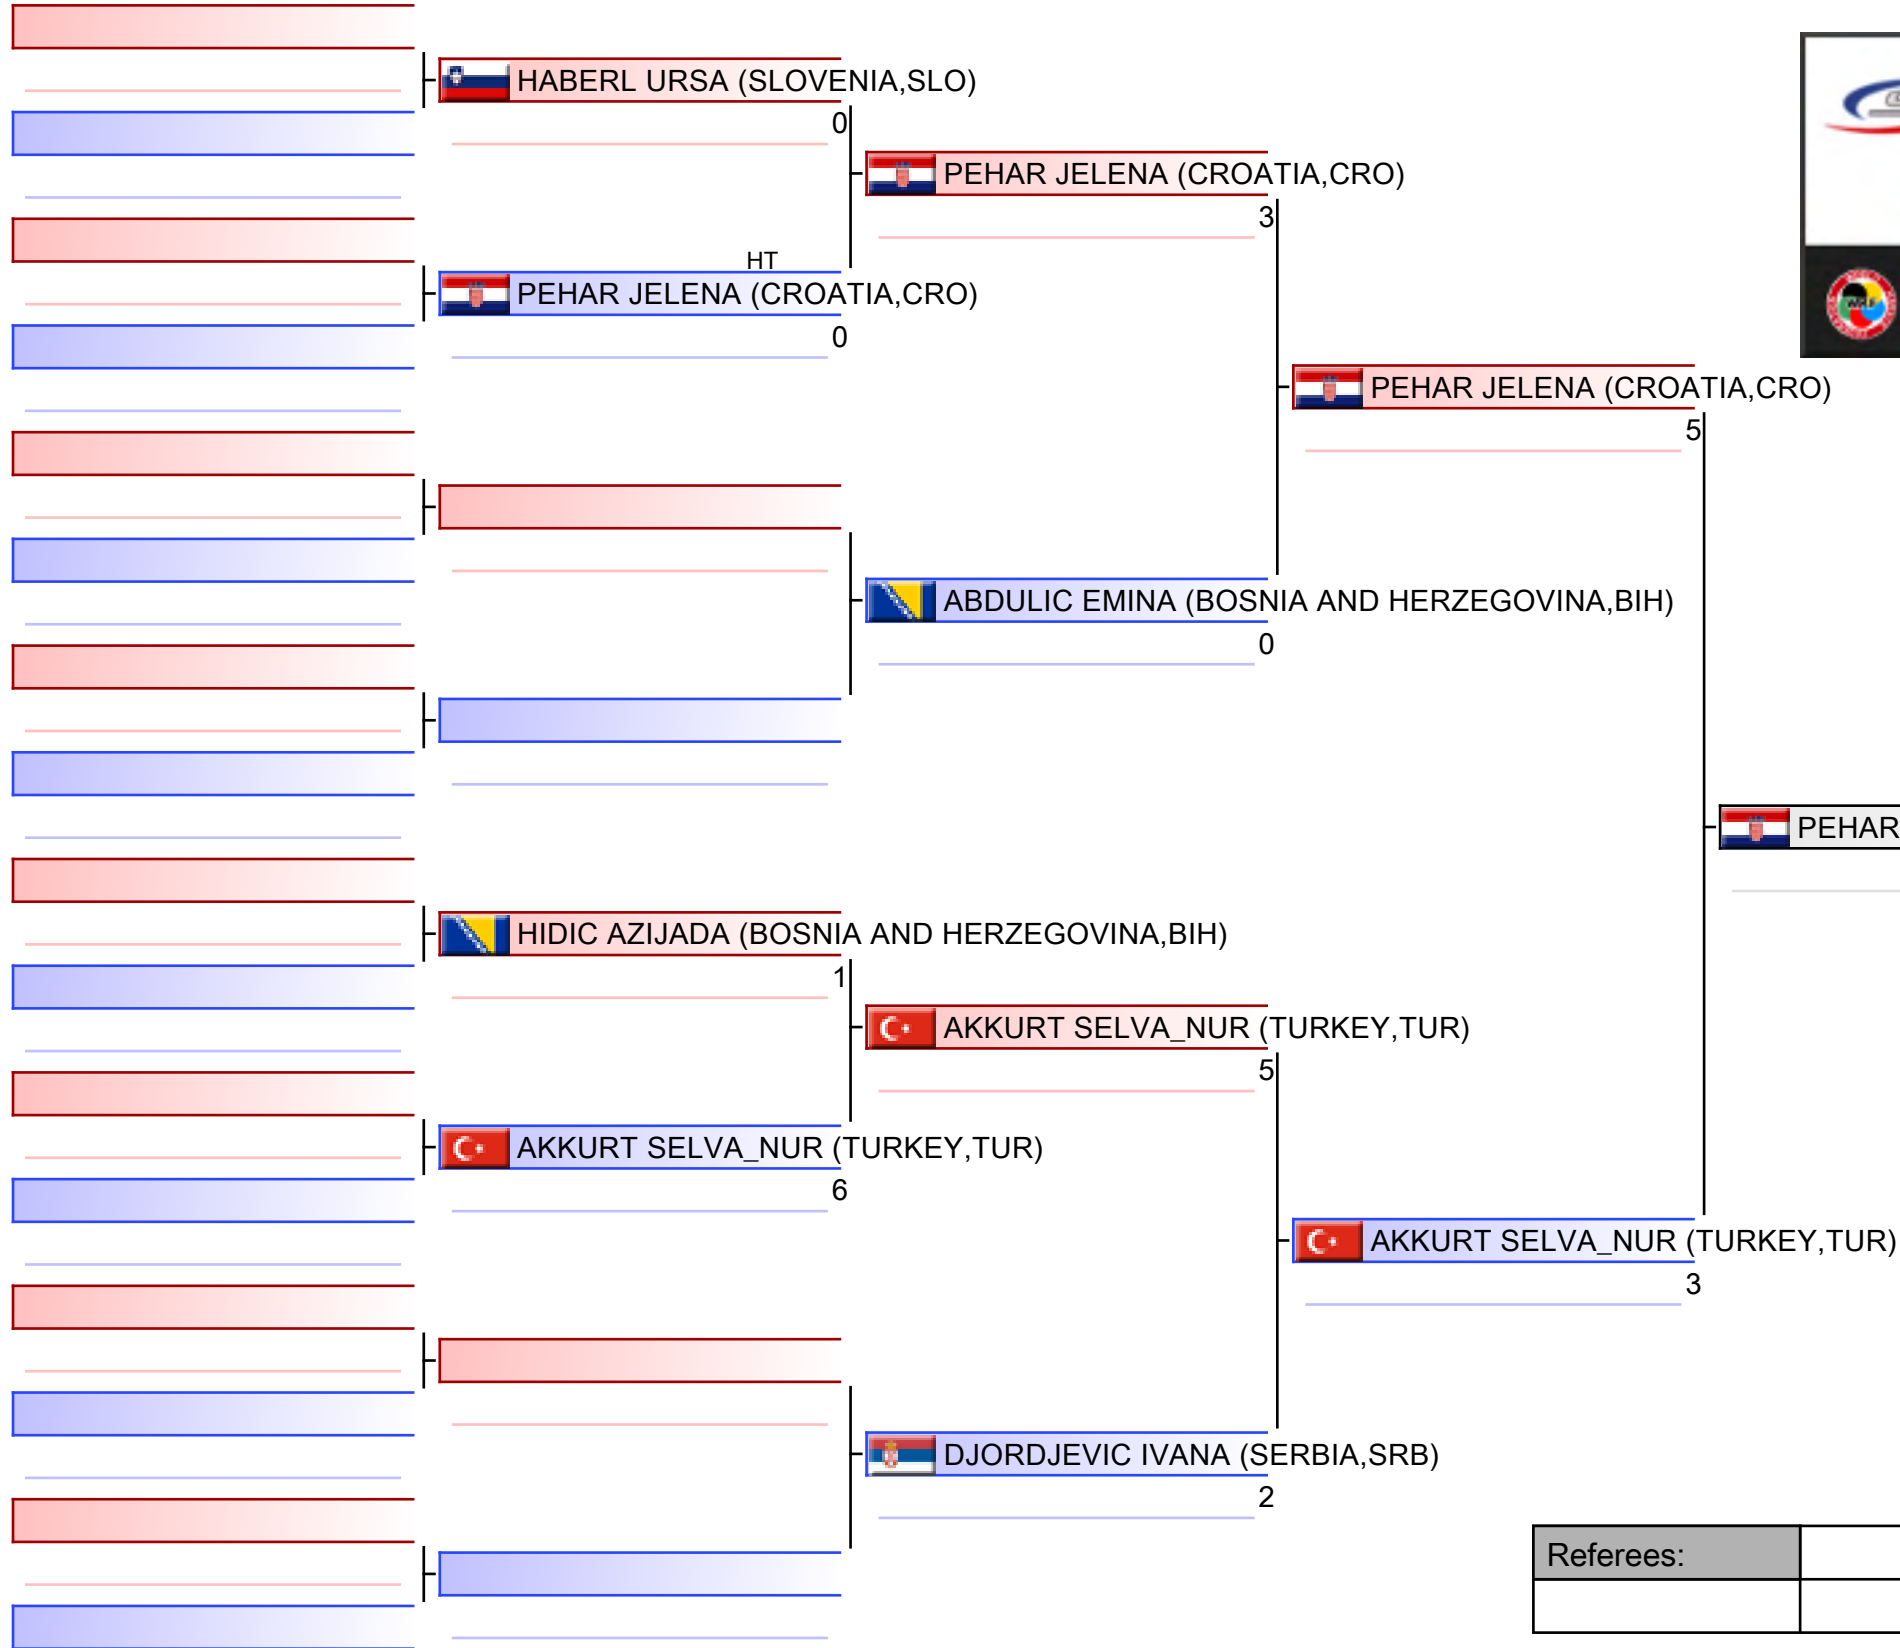 HABERL URSA (SLOVENIA,SLO)
0
PEHAR JELENA (CROATIA,CRO)
3
HT
PEHAR JELENA (CROATIA,CRO)
0
PEHAR JELENA (CROATIA,CRO)
5
ABDULIC EMINA (BOSNIA AND HERZEGOVINA,BIH)
0
PEHAR
HIDIC AZIJADA (BOSNIA AND HERZEGOVINA,BIH)
1
AKKURT SELVA_NUR (TURKEY,TUR)
5
AKKURT SELVA_NUR (TURKEY,TUR)
6
AKKURT SELVA_NUR (TURKEY,TUR)
3
DJORDJEVIC IVANA (SERBIA,SRB)
2
Referees: